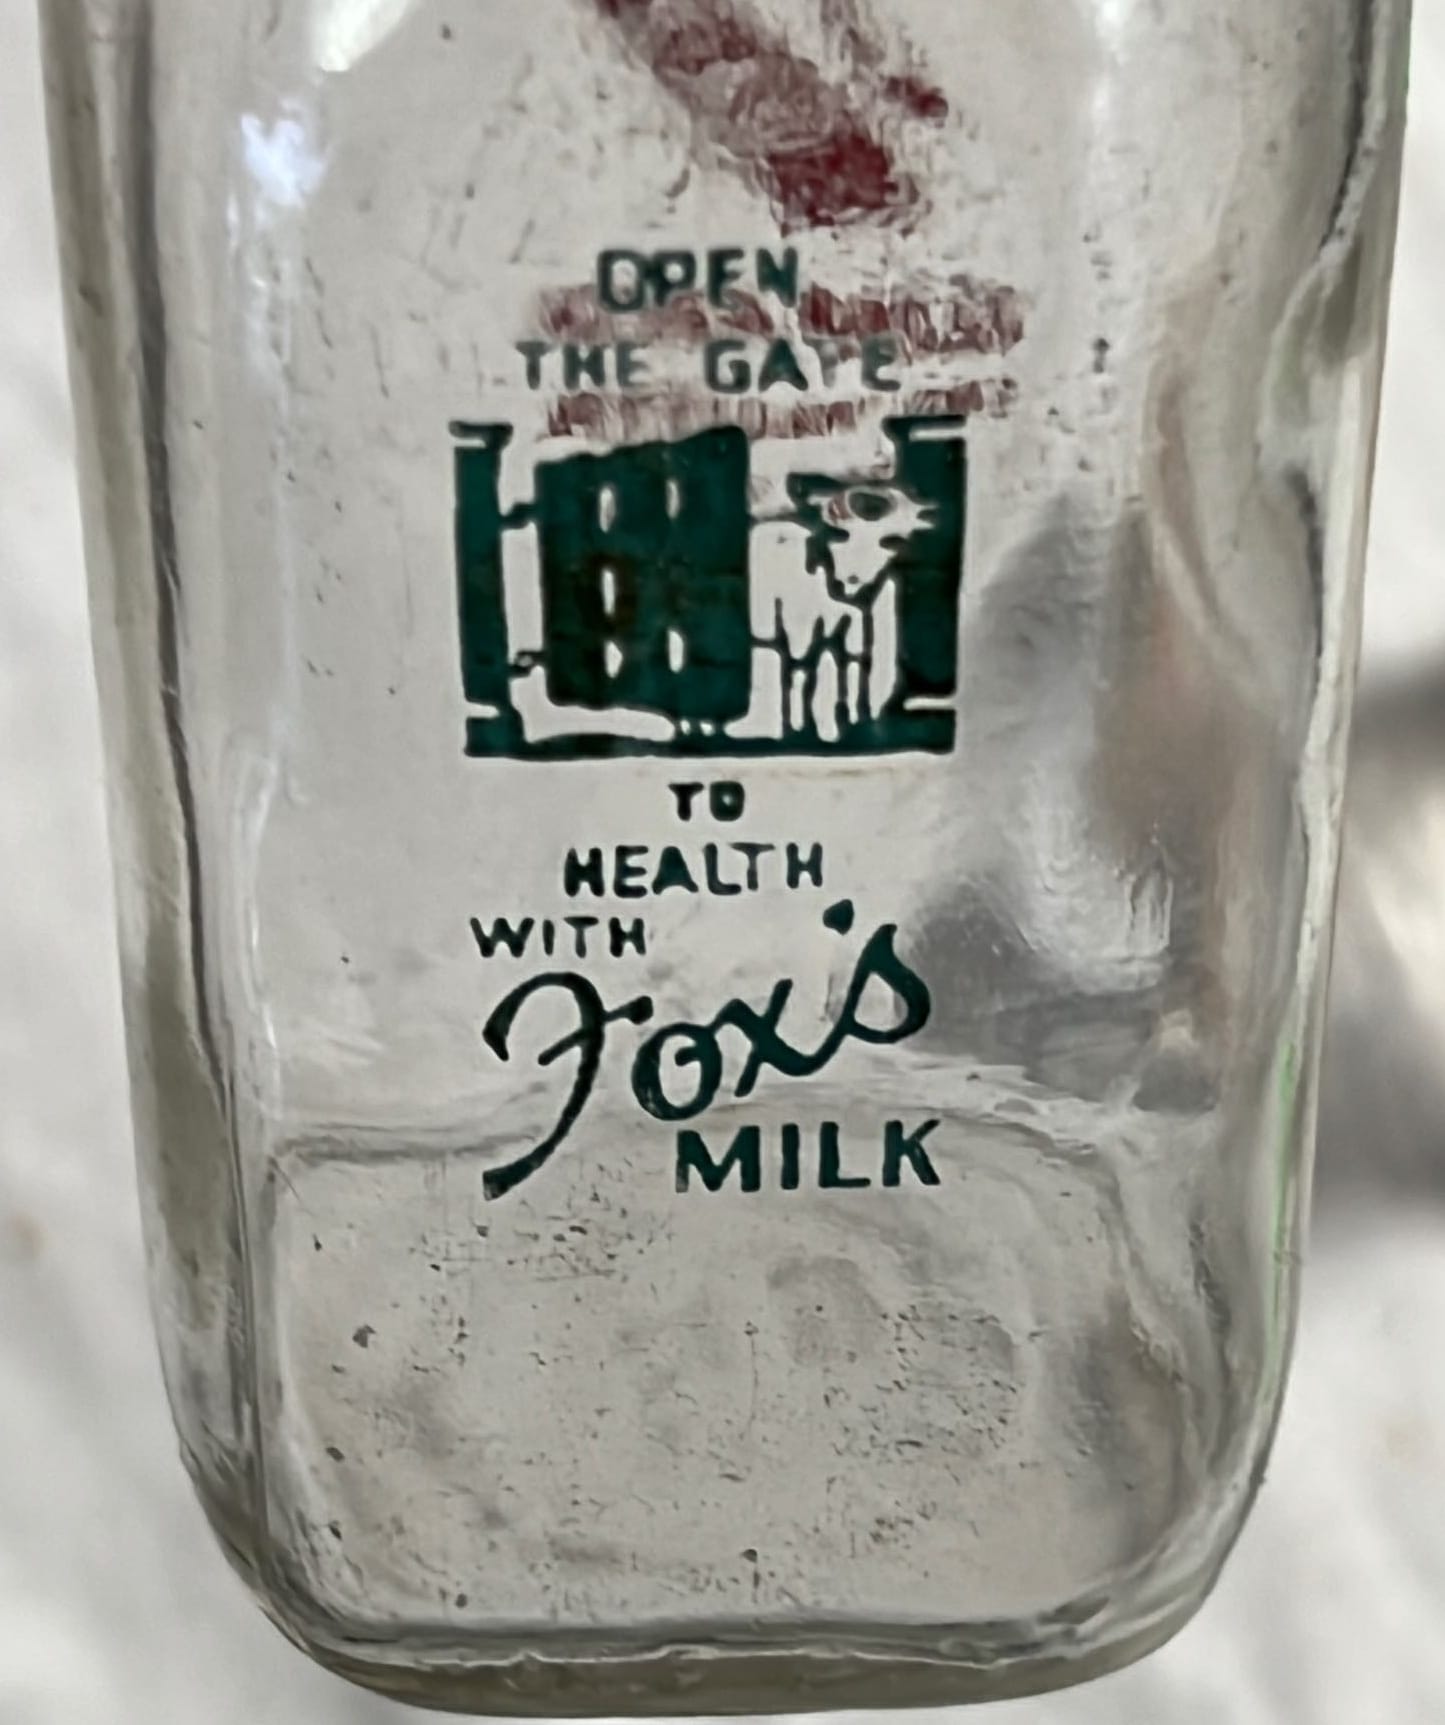 OPEN
THE GATE
TO
HEALTH
WITH
Fox's
MILK